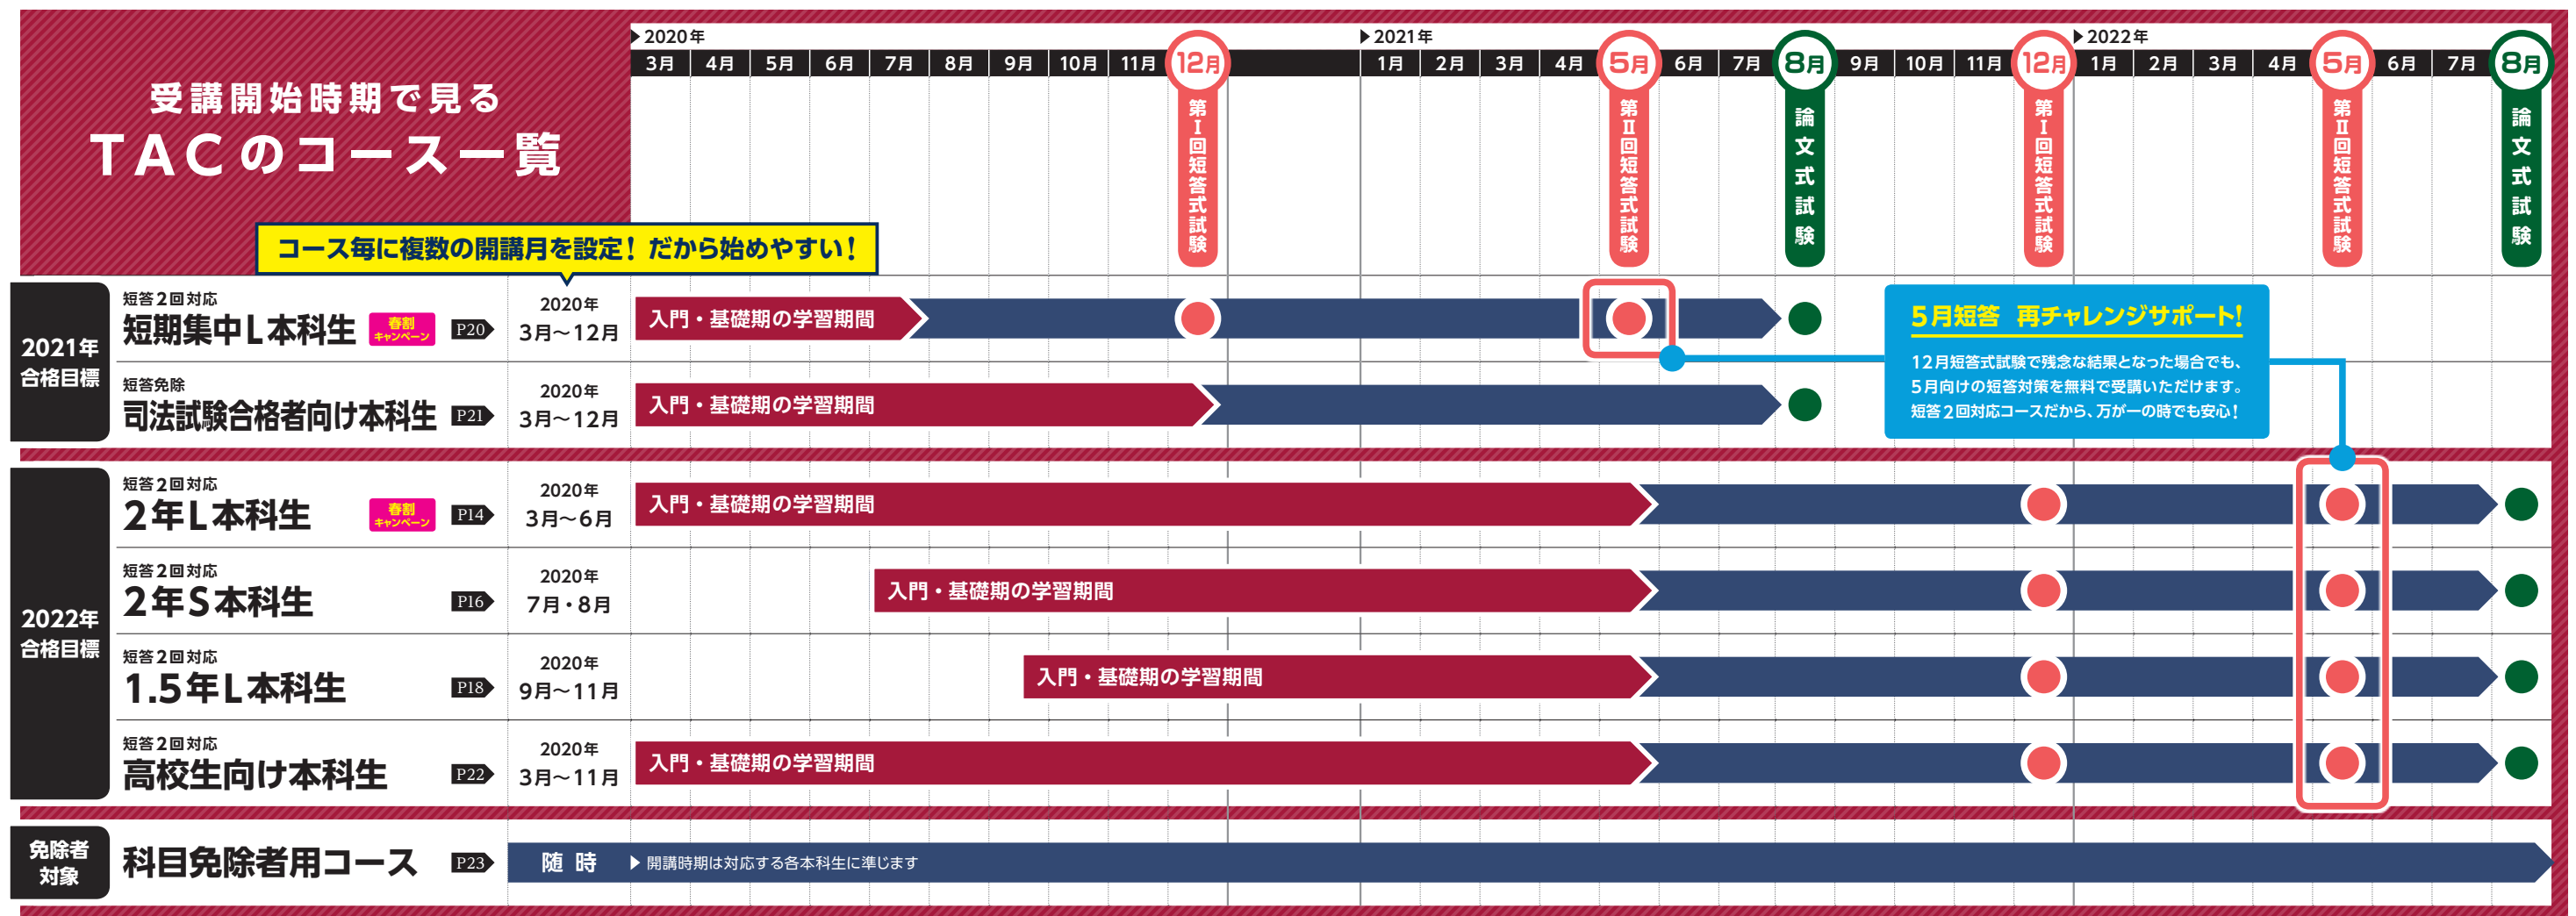 受講開始時期で見る
TACのコース一覧
▶2020年
▶2021年
▶2022年
3月 4月 5月 6月 7月 8月 9月 10月 11月 12月 1月 2月 3月 4月 5月 6月 7月 8月 9月 10月 11月 12月 1月 2月 3月 4月 5月 6月 7月 8月
第Ⅰ回短答式試験
第Ⅱ回短答式試験
論文式試験
第Ⅰ回短答式試験
第Ⅱ回短答式試験
論文式試験
コース毎に複数の開講月を設定！だから始めやすい！
2021年
合格目標
短答2回対応
短期集中L本科生
春割
キャンペーン
P20
2020年
3月～12月
入門・基礎期の学習期間
短答免除
司法試験合格者向け本科生
P21
2020年
3月～12月
入門・基礎期の学習期間
5月短答 再チャレンジサポート！
12月短答式試験で残念な結果となった場合でも、
5月向けの短答対策を無料で受講いただけます。
短答2回対応コースだから、万が一の時でも安心！
2022年
合格目標
短答2回対応
2年L本科生
春割
キャンペーン
P14
2020年
3月～6月
入門・基礎期の学習期間
短答2回対応
2年S本科生
P16
2020年
7月・8月
入門・基礎期の学習期間
短答2回対応
1.5年L本科生
P18
2020年
9月～11月
入門・基礎期の学習期間
短答2回対応
高校生向け本科生
P22
2020年
3月～11月
入門・基礎期の学習期間
免除者
対象
科目免除者用コース
P23
随時
▶開講時期は対応する各本科生に準じます